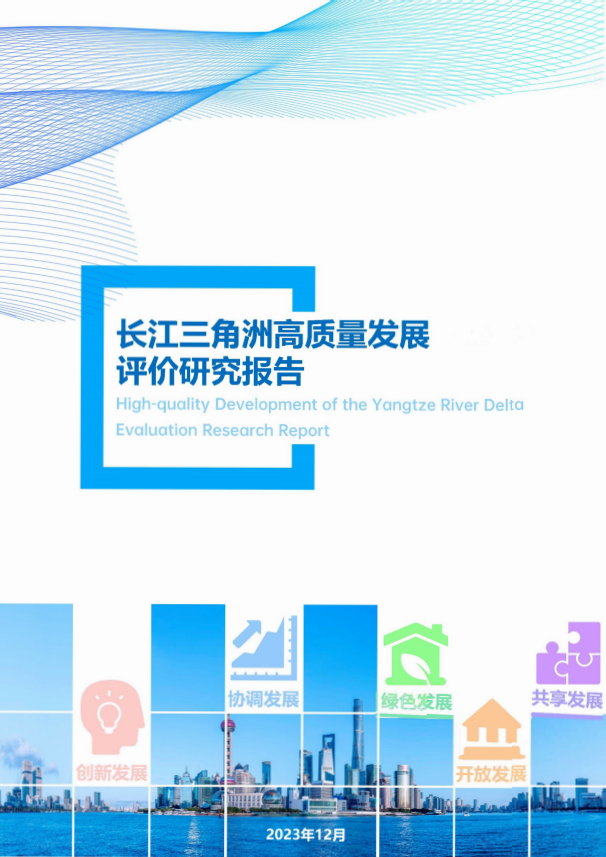 长江三角洲高质量发展
评价研究报告
High-quality Development of the Yangtze River Delta
Evaluation Research Report
协调发展
绿色发展
共享发展
创新发展
开放发展
2023年12月